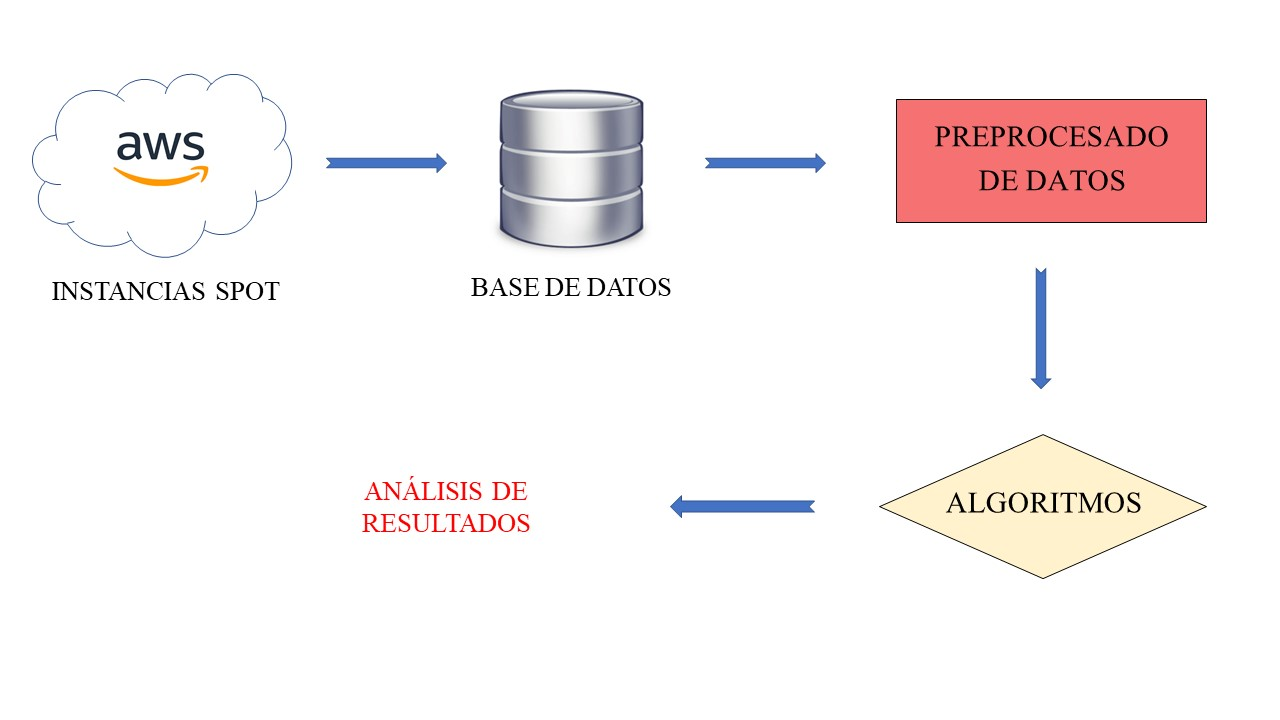 aws
INSTANCIAS SPOT
BASE DE DATOS
PREPROCESADO
DE DATOS
ALGORITMOS
ANÁLISIS DE
RESULTADOS